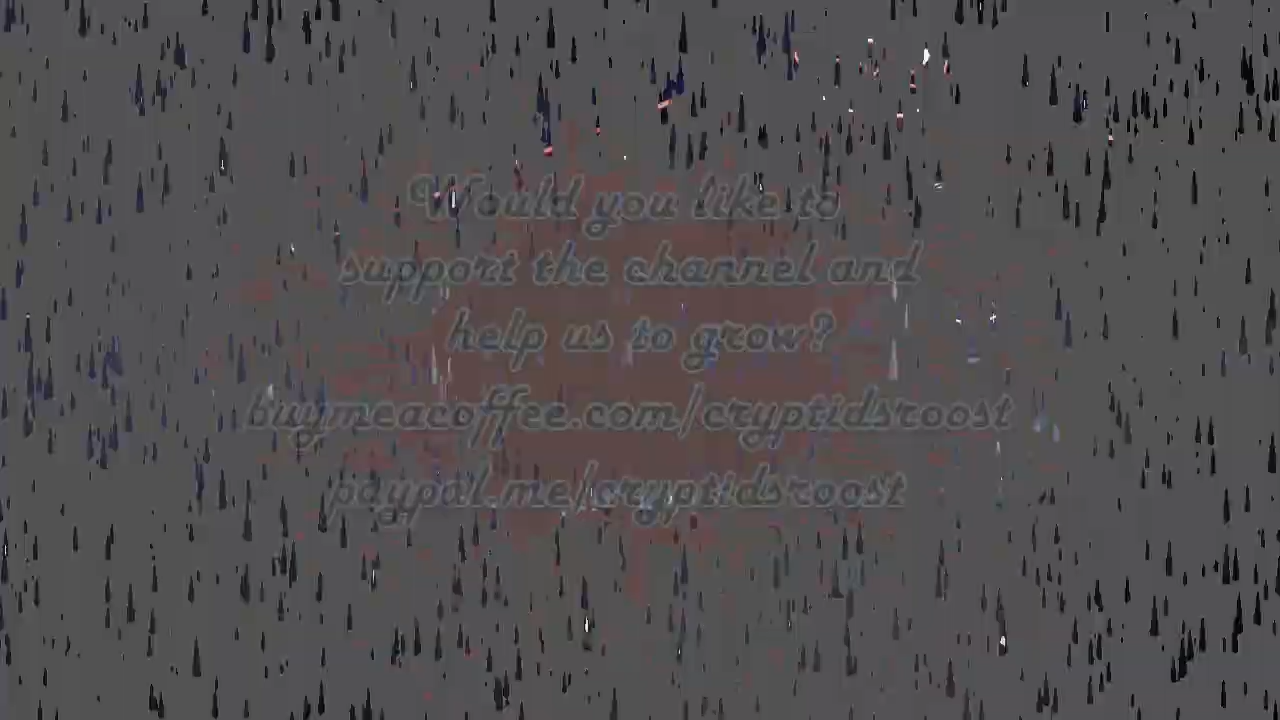 Would you like to
support the channel and
help us to grow?
buymeacoffee.com/cryptidsroost
paypal.me/cryptidsroost